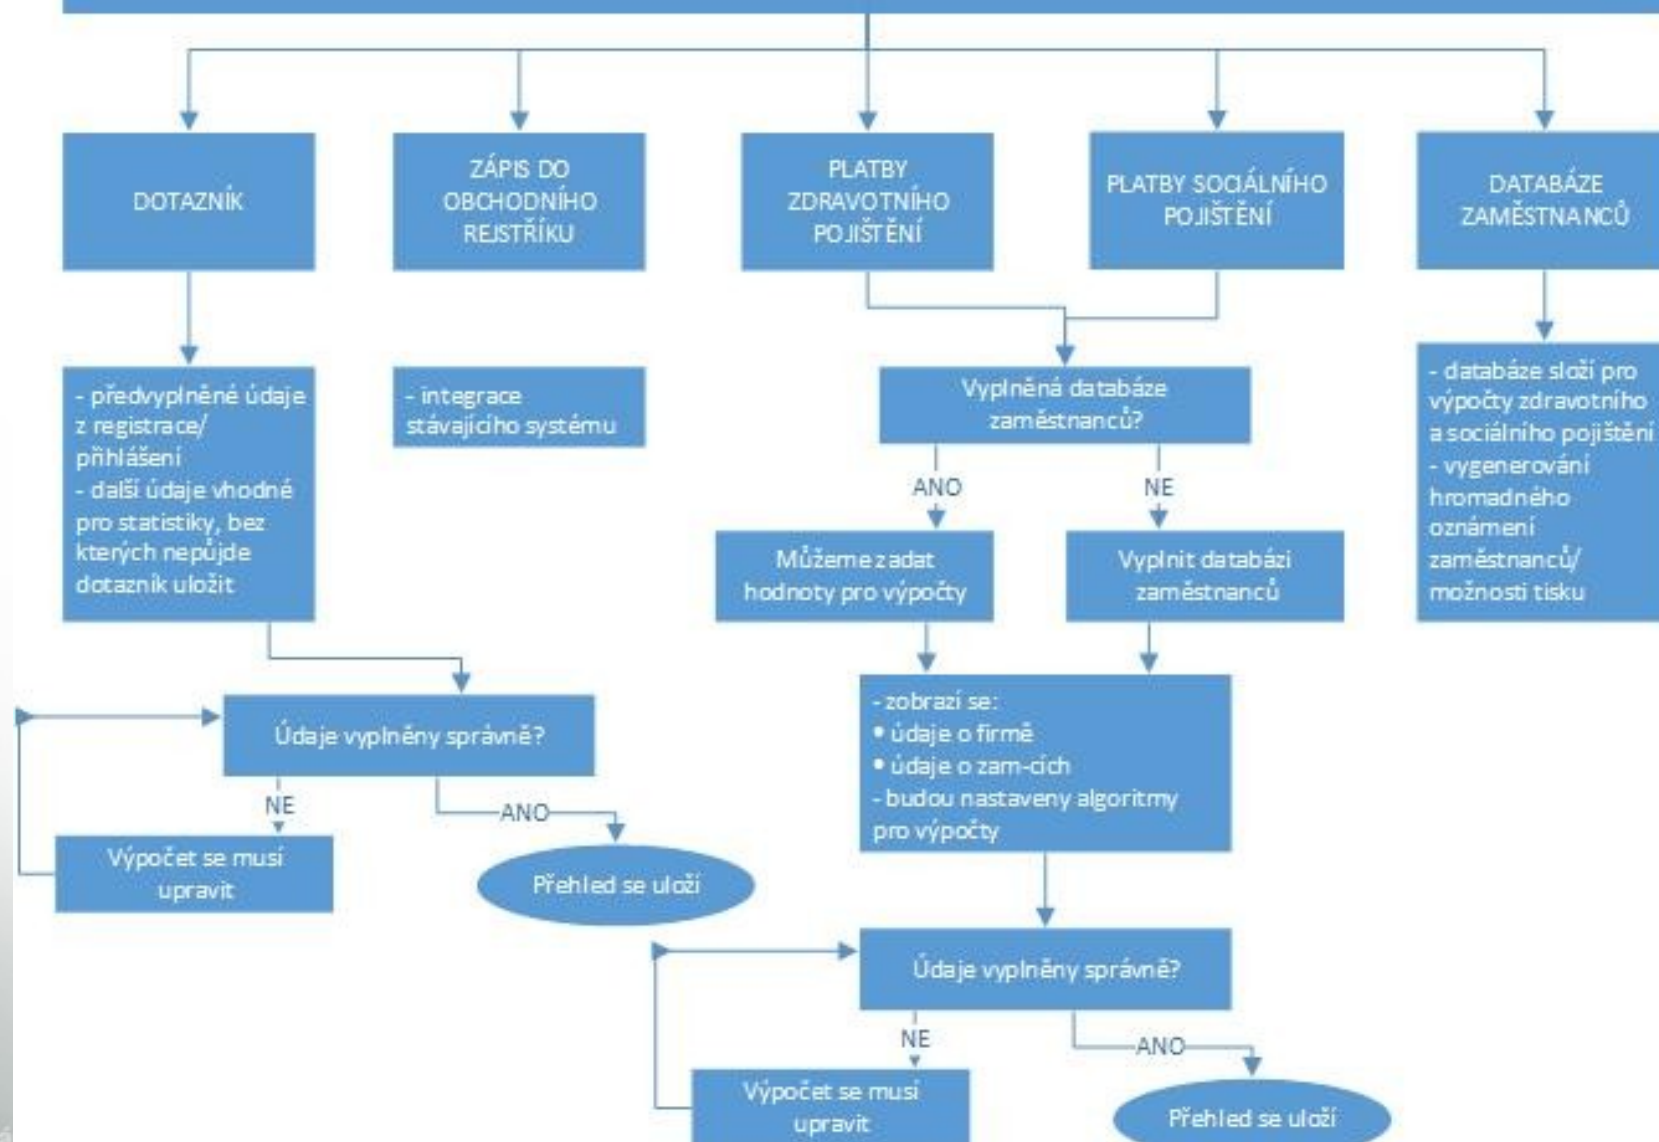 DOTAZNÍK
ZÁPIS DO
OBCHODNÍHO
REJSTŘÍKU
PLATBY
ZDRAVOTNÍHO
POJIŠTĚNÍ
PLATBY SOCIÁLNÍHO
POJIŠTĚNÍ
DATABÁZE
ZAMĚSTNANCŮ
- předvyplněné údaje
z registrace/
přihlášení
- další údaje vhodné
pro statistiky, bez
kterých nepůjde
dotazník uložit
- integrace
stávajícího systému
Vyplněná databáze
zaměstnanců?
ANO
NE
Můžeme zadat
hodnoty pro výpočty
Vyplnit databázi
zaměstnanců
- databáze složí pro
výpočty zdravotního
a sociálního pojištění
- vygenerování
hromadného
oznámení
zaměstnanců/
možnosti tisku
Údaje vyplněny správně?
NE
ANO
Výpočet se musí
upravit
Přehled se uloží
- zobrazí se:
• údaje o firmě
• údaje o zam-cích
- budou nastaveny algoritmy
pro výpočty
Údaje vyplněny správně?
NE
ANO
Výpočet se musí
upravit
Přehled se uloží